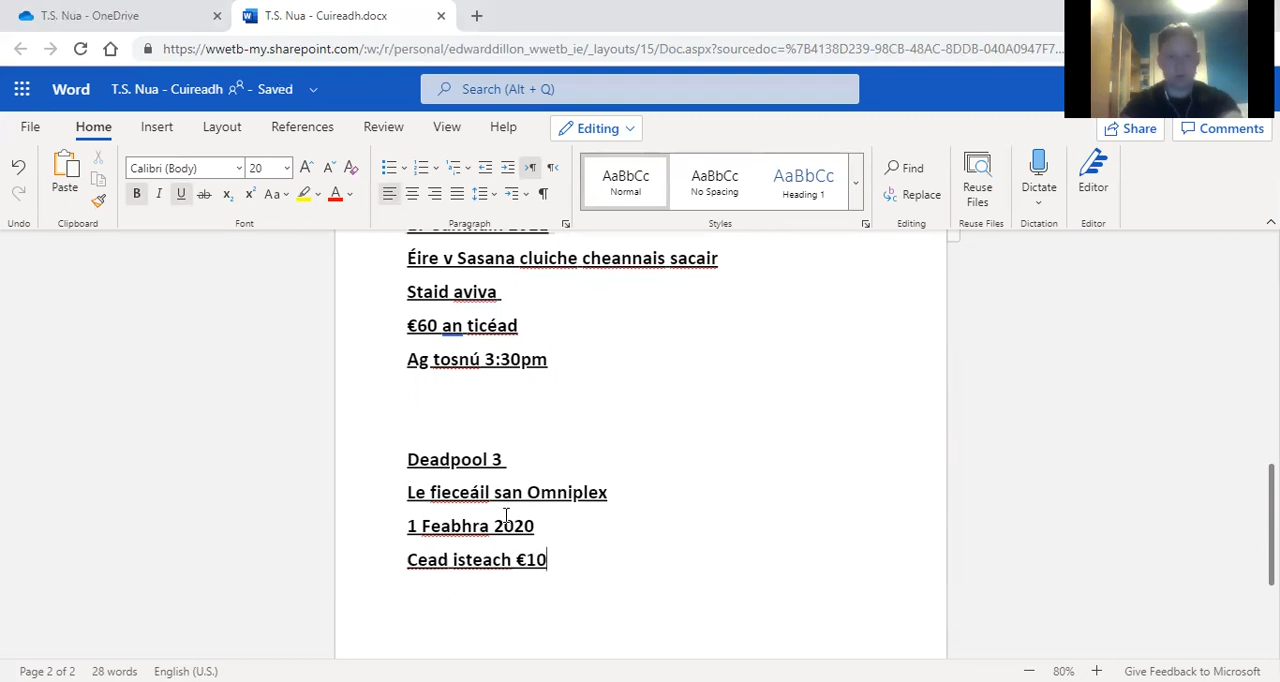 T.S. Nua - OneDrive
T.S. Nua - Cuireadh.docx
https://wwetb-my.sharepoint.com/:w:/r/personal/edwarddillon_wwetb_ie/_layouts/15/Doc.aspx?sourcedoc=%7B4138D239-98CB-48AC-8DDB-040A0947F7...
Word T.S. Nua - Cuireadh - Saved
Search (Alt + Q)
File Home Insert Layout References Review View Help Editing
Share Comments
Calibri (Body) 20
Paste
Undo Clipboard Font Paragraph
AaBbCc Normal
AaBbCc No Spacing
AaBbCc Heading 1
Styles
Find
Replace
Editing
Reuse Files
Reuse Files
Dictate
Dictation
Editor
Editor
Éire v Sasana cluiche cheannais sacair
Staid aviva
€60 an ticéad
Ag tosnú 3:30pm
Deadpool 3
Le fieceáil san Omniplex
1 Feabhra 2020
Cead isteach €10
Page 2 of 2 28 words English (U.S.) 80% Give Feedback to Microsoft